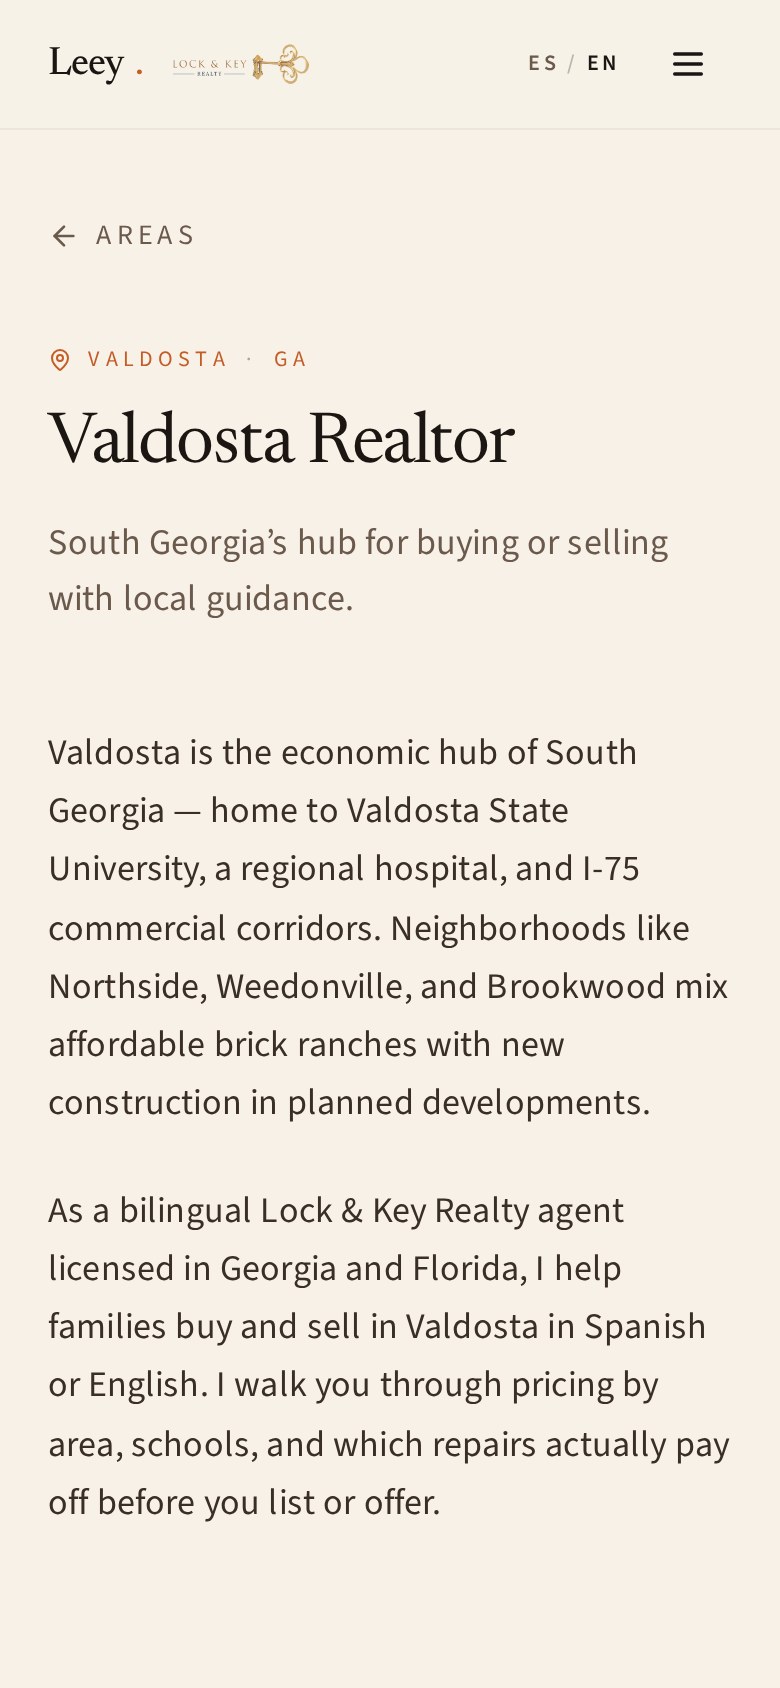 Leey .
LOCK & KEY
REALTY
ES / EN
AREAS
VALDOSTA · GA
Valdosta Realtor
South Georgia’s hub for buying or selling
with local guidance.
Valdosta is the economic hub of South
Georgia — home to Valdosta State
University, a regional hospital, and I-75
commercial corridors. Neighborhoods like
Northside, Weedonville, and Brookwood mix
affordable brick ranches with new
construction in planned developments.
As a bilingual Lock & Key Realty agent
licensed in Georgia and Florida, I help
families buy and sell in Valdosta in Spanish
or English. I walk you through pricing by
area, schools, and which repairs actually pay
off before you list or offer.